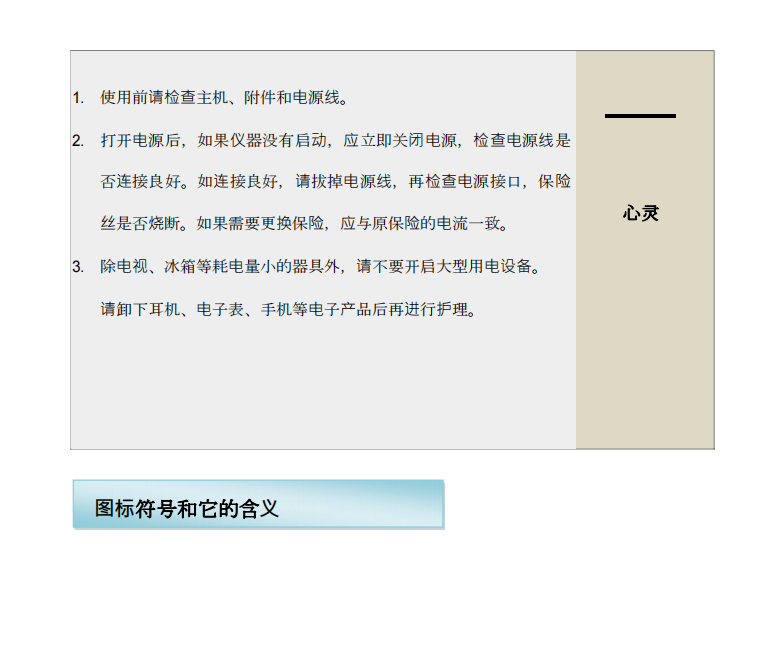 1. 使用前请检查主机、附件和电源线。
2. 打开电源后，如果仪器没有启动，应立即关闭电源，检查电源线是
否连接良好。如连接良好，请拔掉电源线，再检查电源接口，保险
丝是否烧断。如果需要更换保险，应与原保险的电流一致。
3. 除电视、冰箱等耗电量小的器具外，请不要开启大型用电设备。
请卸下耳机、电子表、手机等电子产品后再进行护理。
心灵
图标符号和它的含义